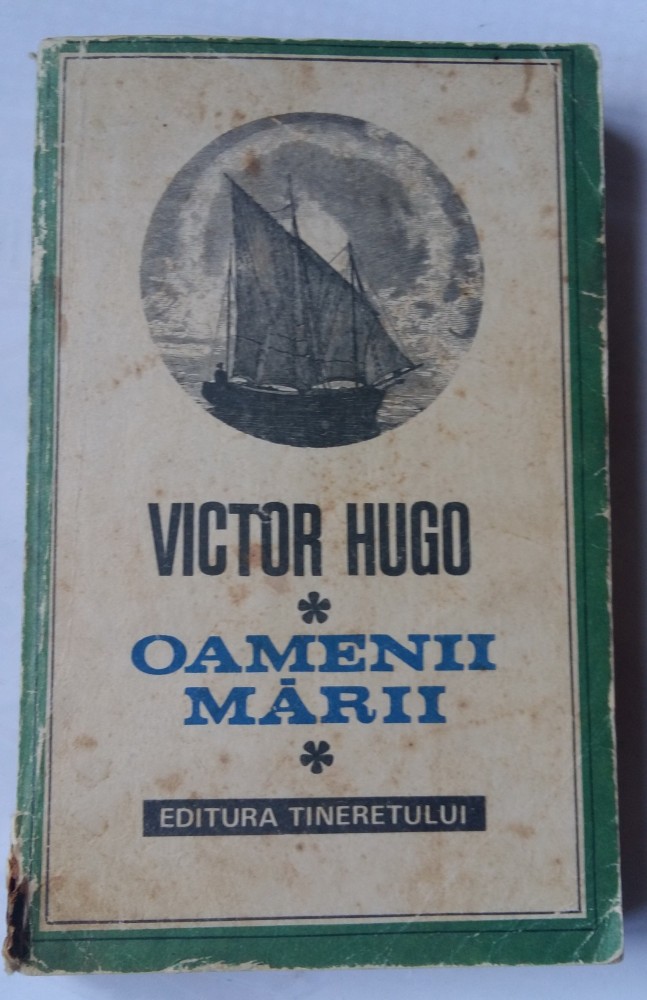 VICTOR HUGO
*
OAMENII
MĂRII
*
EDITURA TINERETULUI